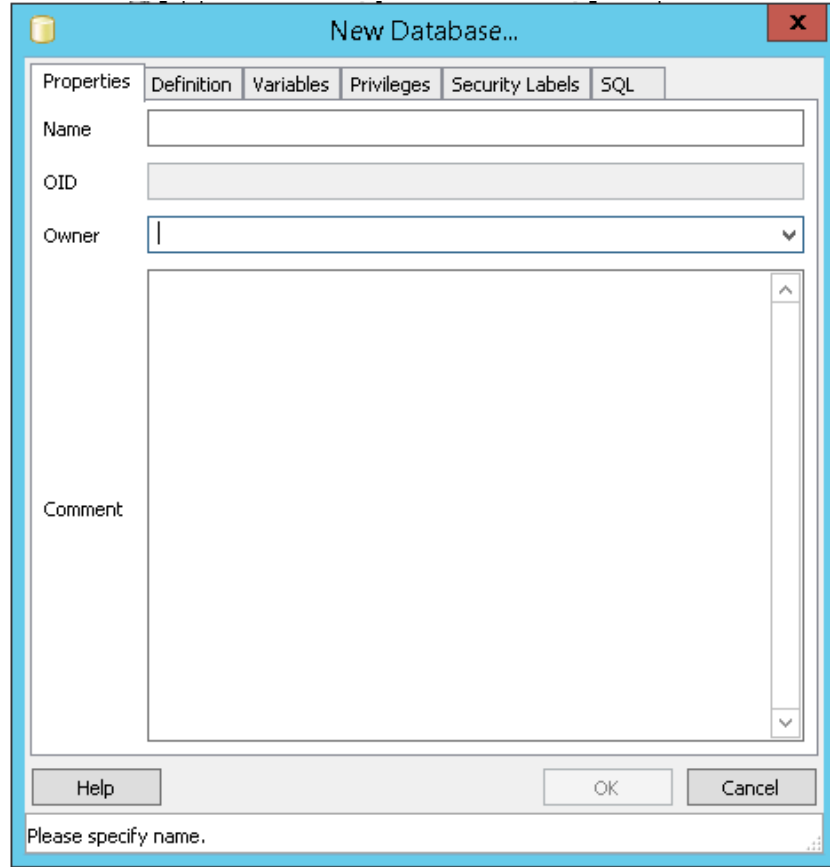 New Database...
x
Properties Definition Variables Privileges Security Labels SQL
Name
OID
Owner
Comment
Help OK Cancel
Please specify name.